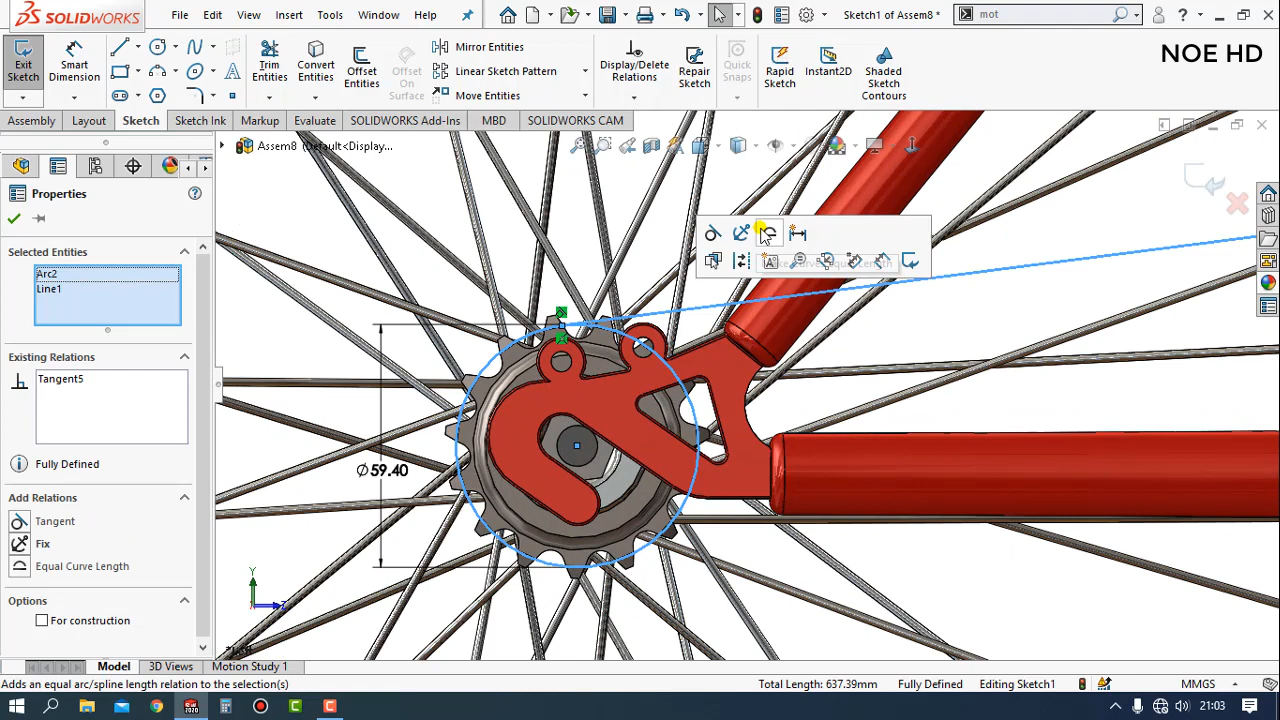 SOLIDWORKS
File
Edit
View
Insert
Tools
Window
Help
Sketch1 of Assem8 *
mot
Exit Sketch
Smart Dimension
Trim Entities
Convert Entities
Offset Entities
Offset On Surface
Mirror Entities
Linear Sketch Pattern
Move Entities
Display/Delete Relations
Repair Sketch
Quick Snaps
Rapid Sketch
Instant2D
Shaded Sketch Contours
NOE HD
Assembly
Layout
Sketch
Sketch Ink
Markup
Evaluate
SOLIDWORKS Add-Ins
MBD
SOLIDWORKS CAM
Assem8 (Default<Display...
Properties
Selected Entities
Arc2
Line1
Existing Relations
Tangent5
Fully Defined
Add Relations
Tangent
Fix
Equal Curve Length
Options
For construction
Ø59.40
Y
Z
Model
3D Views
Motion Study 1
Adds an equal arc/spline length relation to the selection(s)
Total Length: 637.39mm
Fully Defined
Editing Sketch1
MMGS
21:03